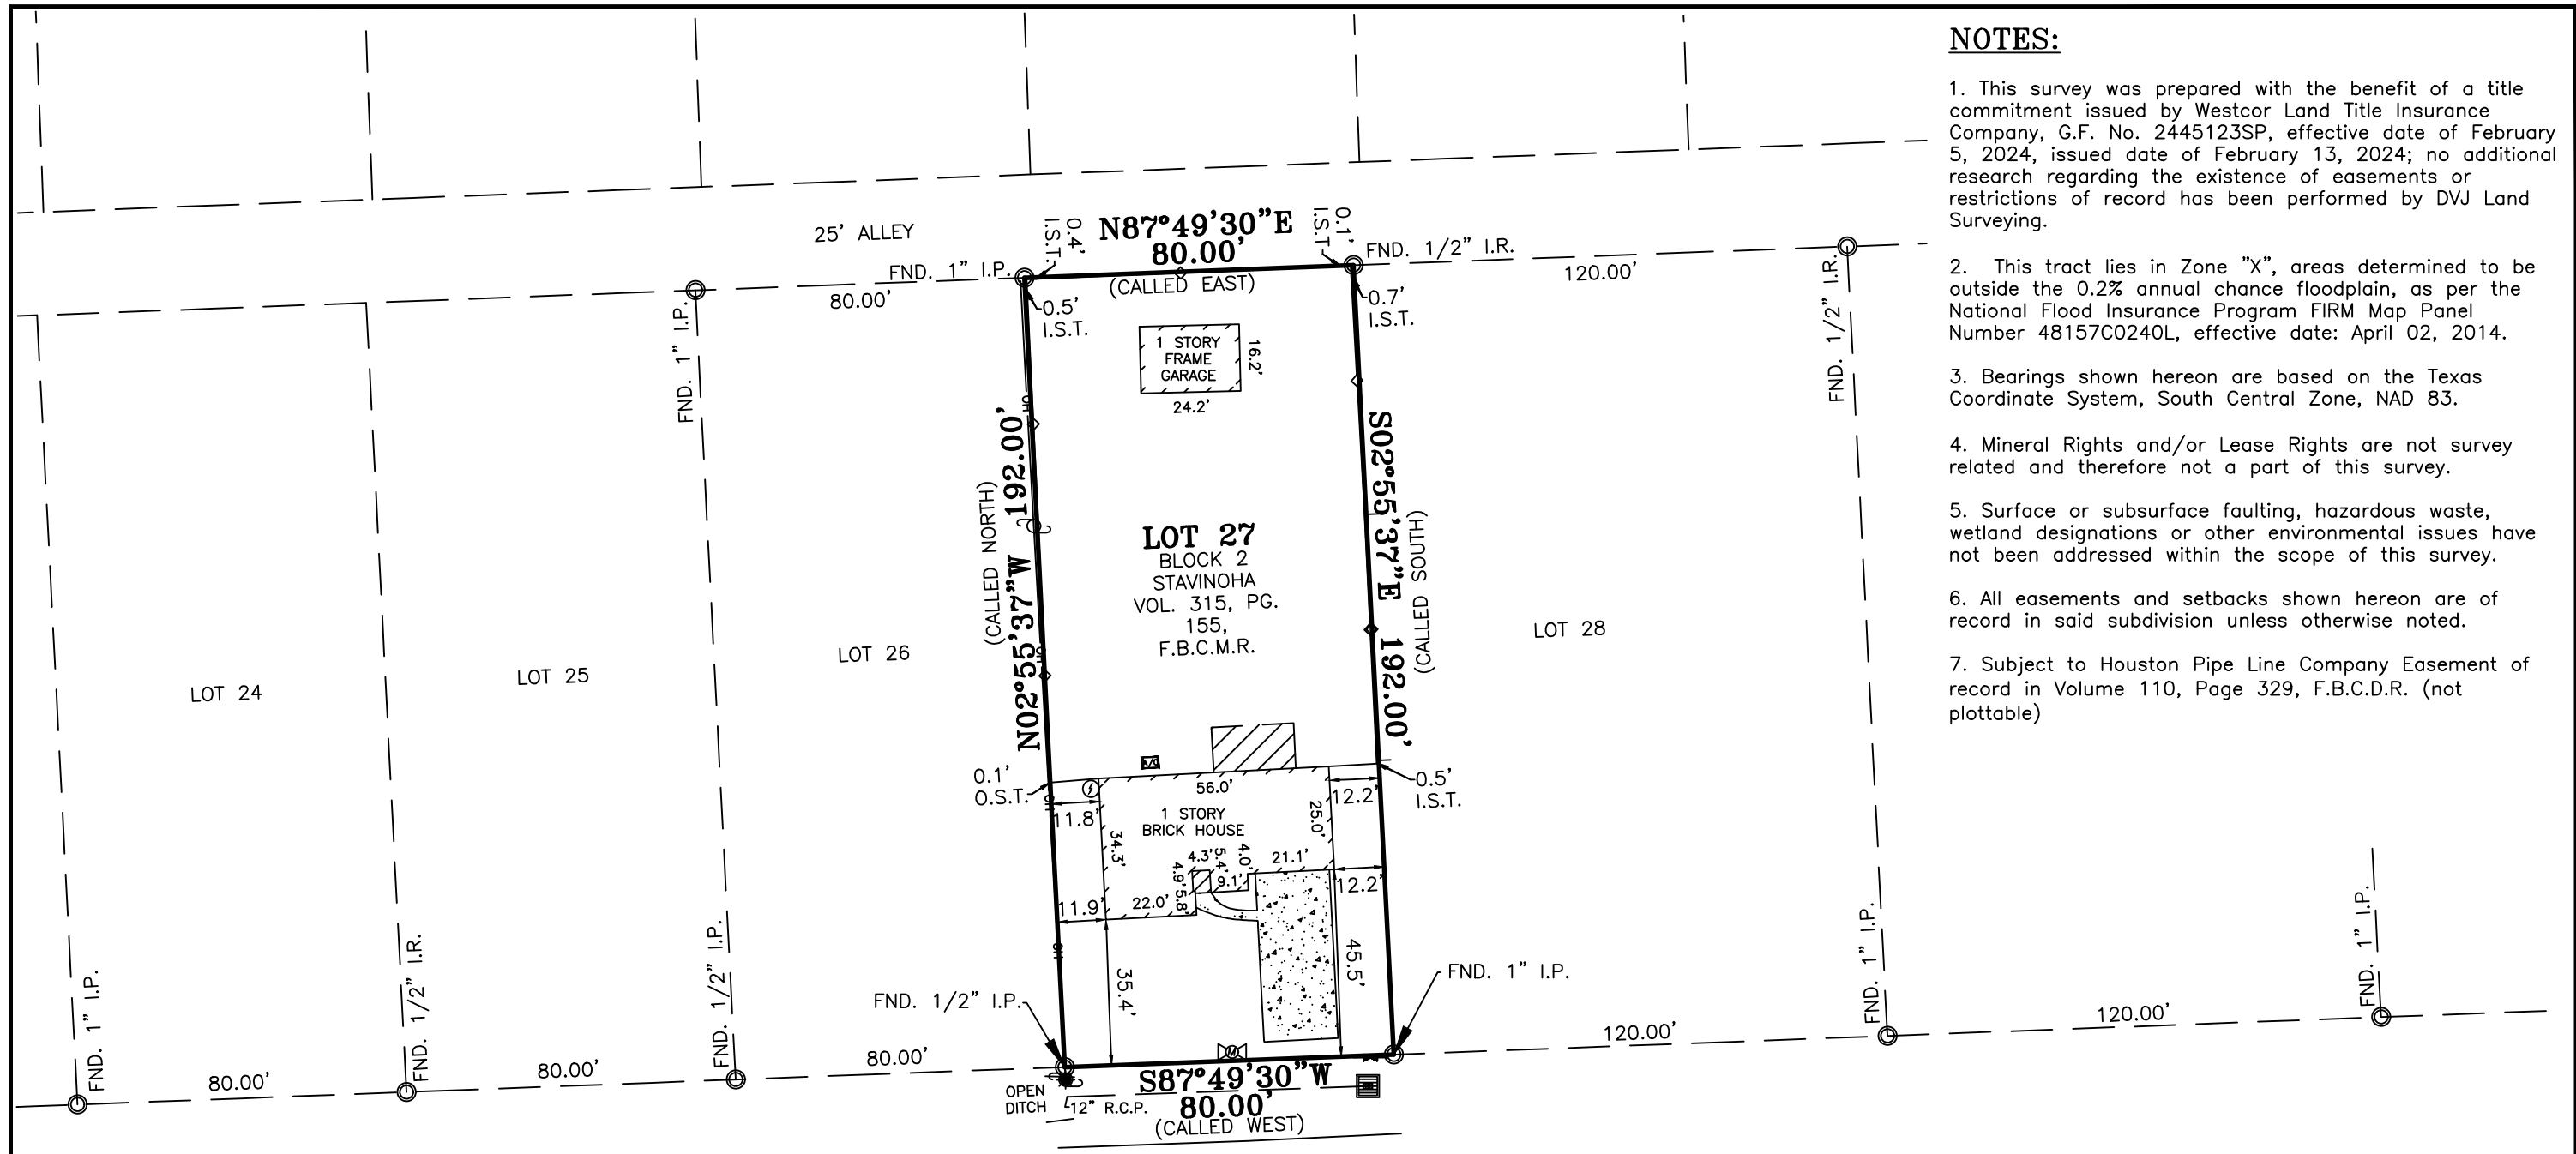 NOTES:
1. This survey was prepared with the benefit of a title
commitment issued by Westcor Land Title Insurance
Company, G.F. No. 2445123SP, effective date of February
5, 2024, issued date of February 13, 2024; no additional
research regarding the existence of easements or
restrictions of record has been performed by DVJ Land
Surveying.
2. This tract lies in Zone "X", areas determined to be
outside the 0.2% annual chance floodplain, as per the
National Flood Insurance Program FIRM Map Panel
Number 48157C0240L, effective date: April 02, 2014.
3. Bearings shown hereon are based on the Texas
Coordinate System, South Central Zone, NAD 83.
4. Mineral Rights and/or Lease Rights are not survey
related and therefore not a part of this survey.
5. Surface or subsurface faulting, hazardous waste,
wetland designations or other environmental issues have
not been addressed within the scope of this survey.
6. All easements and setbacks shown hereon are of
record in said subdivision unless otherwise noted.
7. Subject to Houston Pipe Line Company Easement of
record in Volume 110, Page 329, F.B.C.D.R. (not
plottable)
25' ALLEY
0.4'
I.S.T.
N87°49'30"E
80.00'
(CALLED EAST)
0.1'
I.S.T.
FND. 1" I.P.
FND. 1/2" I.R.
80.00'
120.00'
0.5'
I.S.T.
0.7'
I.S.T.
FND. 1" I.P.
FND. 1/2" I.R.
1 STORY
FRAME
GARAGE
16.2'
24.2'
OH
N02°55'37"W 192.00'
(CALLED NORTH)
S02°55'37"E 192.00'
(CALLED SOUTH)
LOT 27
BLOCK 2
STAVINOHA
VOL. 315, PG.
155,
F.B.C.M.R.
OH
LOT 24
LOT 25
LOT 26
LOT 28
A/C
0.1'
O.S.T.
0.5'
I.S.T.
56.0'
OH
11.8'
12.2'
1 STORY
BRICK HOUSE
25.0'
34.3'
4.3'
5.4'
4.0'
21.1'
4.9'
9.1'
5.8'
12.2'
11.9'
22.0'
OH
35.4'
45.5'
FND. 1/2" I.P.
FND. 1" I.P.
FND. 1" I.P.
FND. 1/2" I.R.
FND. 1/2" I.P.
FND. 1" I.P.
FND. 1" I.P.
80.00'
80.00'
80.00'
120.00'
120.00'
M
OPEN
DITCH
12" R.C.P.
S87°49'30"W
80.00'
(CALLED WEST)